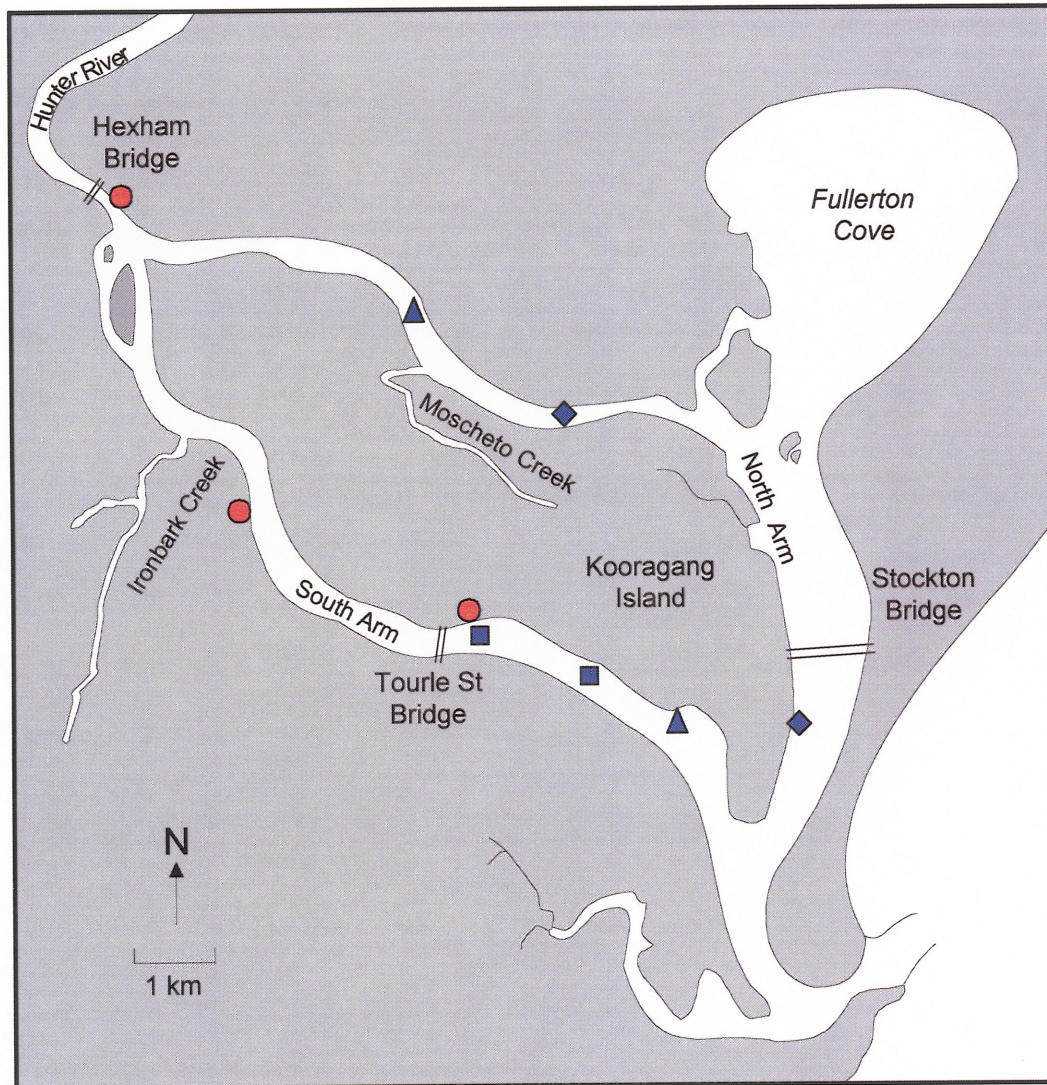 Hunter River
Hexham
Bridge
Fullerton
Cove
Moscheto Creek
North Arm
Ironbark Creek
Kooragang
Island
Stockton
Bridge
South Arm
Tourle St
Bridge
N
1 km